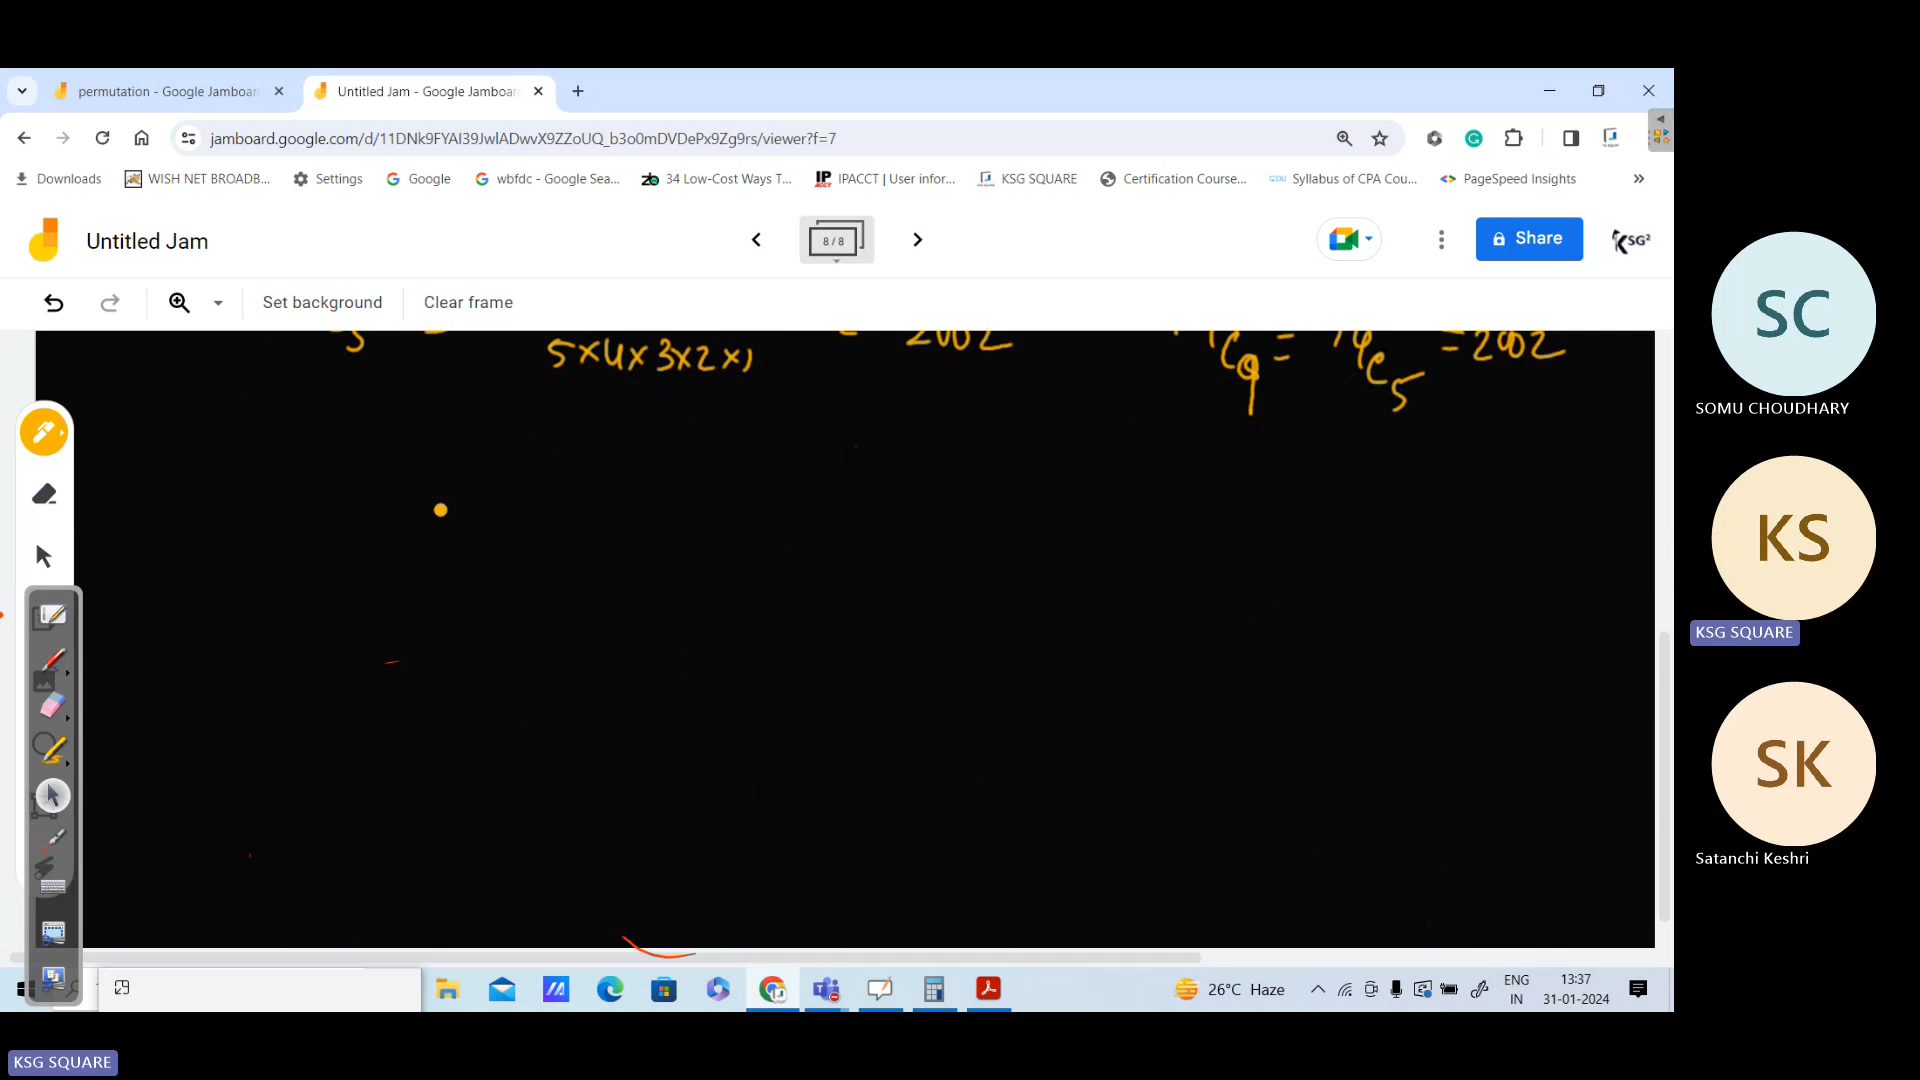 permutation - Google Jamboard
Untitled Jam - Google Jamboard
jamboard.google.com/d/11DNk9FYAI39JwlADwvX9ZZoUQ_b3o0mDVDePx9Zg9rs/viewer?f=7
Downloads WISH NET BROADB... Settings Google wbfdc - Google Sea... 34 Low-Cost Ways T... IPACCT | User infor... KSG SQUARE Certification Course... Syllabus of CPA Cou... PageSpeed Insights
Untitled Jam
8 / 8
Share
KSG²
Set background Clear frame
5×4×3×2×1
= 2002
= 2002
SC
SOMU CHOUDHARY
KS
KSG SQUARE
SK
Satanchi Keshri
26°C Haze
ENG
IN
13:37
31-01-2024
KSG SQUARE